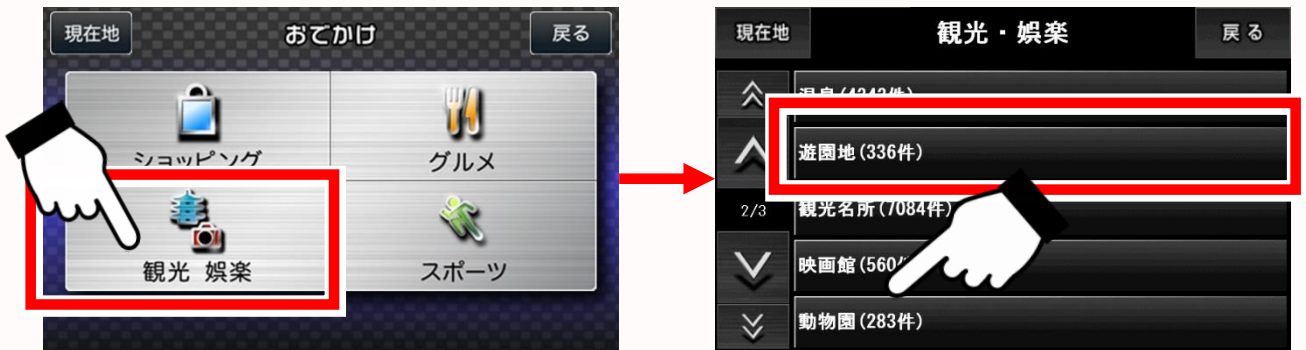 現在地
おでかけ
戻る
ショッピング
グルメ
観光 娯楽
スポーツ
現在地
観光・娯楽
戻る
遊園地(336件)
2/3
観光名所(7084件)
映画館(560
動物園(283件)